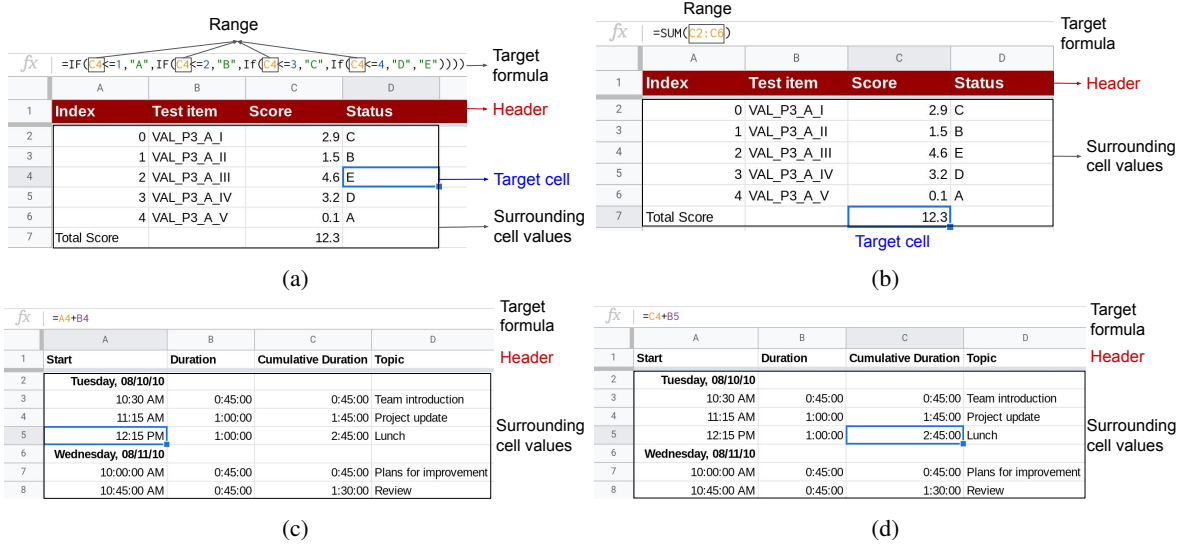 Range
fx =IF(C4<=1,"A",IF(C4<=2,"B",If(C4<=3,"C",If(C4<=4,"D","E")))) Target formula
A B C D
1 Index Test item Score Status Header
2 0 VAL_P3_A_I 2.9 C
3 1 VAL_P3_A_II 1.5 B
4 2 VAL_P3_A_III 4.6 E Target cell
5 3 VAL_P3_A_IV 3.2 D
6 4 VAL_P3_A_V 0.1 A Surrounding cell values
7 Total Score 12.3
(a)
Range
fx =SUM(C2:C6) Target formula
A B C D
1 Index Test item Score Status Header
2 0 VAL_P3_A_I 2.9 C
3 1 VAL_P3_A_II 1.5 B
4 2 VAL_P3_A_III 4.6 E Surrounding cell values
5 3 VAL_P3_A_IV 3.2 D
6 4 VAL_P3_A_V 0.1 A
7 Total Score 12.3
Target cell
(b)
fx =A4+B4 Target formula
A B C D
1 Start Duration Cumulative Duration Topic Header
2 Tuesday, 08/10/10
3 10:30 AM 0:45:00 0:45:00 Team introduction
4 11:15 AM 1:00:00 1:45:00 Project update
5 12:15 PM 1:00:00 2:45:00 Lunch Surrounding cell values
6 Wednesday, 08/11/10
7 10:00:00 AM 0:45:00 0:45:00 Plans for improvement
8 10:45:00 AM 0:45:00 1:30:00 Review
(c)
fx =C4+B5 Target formula
A B C D
1 Start Duration Cumulative Duration Topic Header
2 Tuesday, 08/10/10
3 10:30 AM 0:45:00 0:45:00 Team introduction
4 11:15 AM 1:00:00 1:45:00 Project update
5 12:15 PM 1:00:00 2:45:00 Lunch Surrounding cell values
6 Wednesday, 08/11/10
7 10:00:00 AM 0:45:00 0:45:00 Plans for improvement
8 10:45:00 AM 0:45:00 1:30:00 Review
(d)